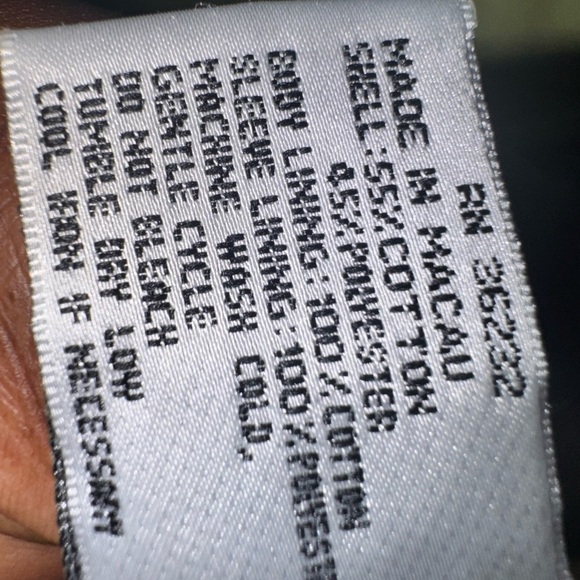 RN 36232
MADE IN MACAU
SHELL:55%COTTON
45%POLYESTER
BODY LINING:100%COTTON
SLEEVE LINING:100%POLYEST
MACHINE WASH COLD,
GENTLE CYCLE
DO NOT BLEACH
TUMBLE DRY LOW
COOL IRON IF NECESSARY